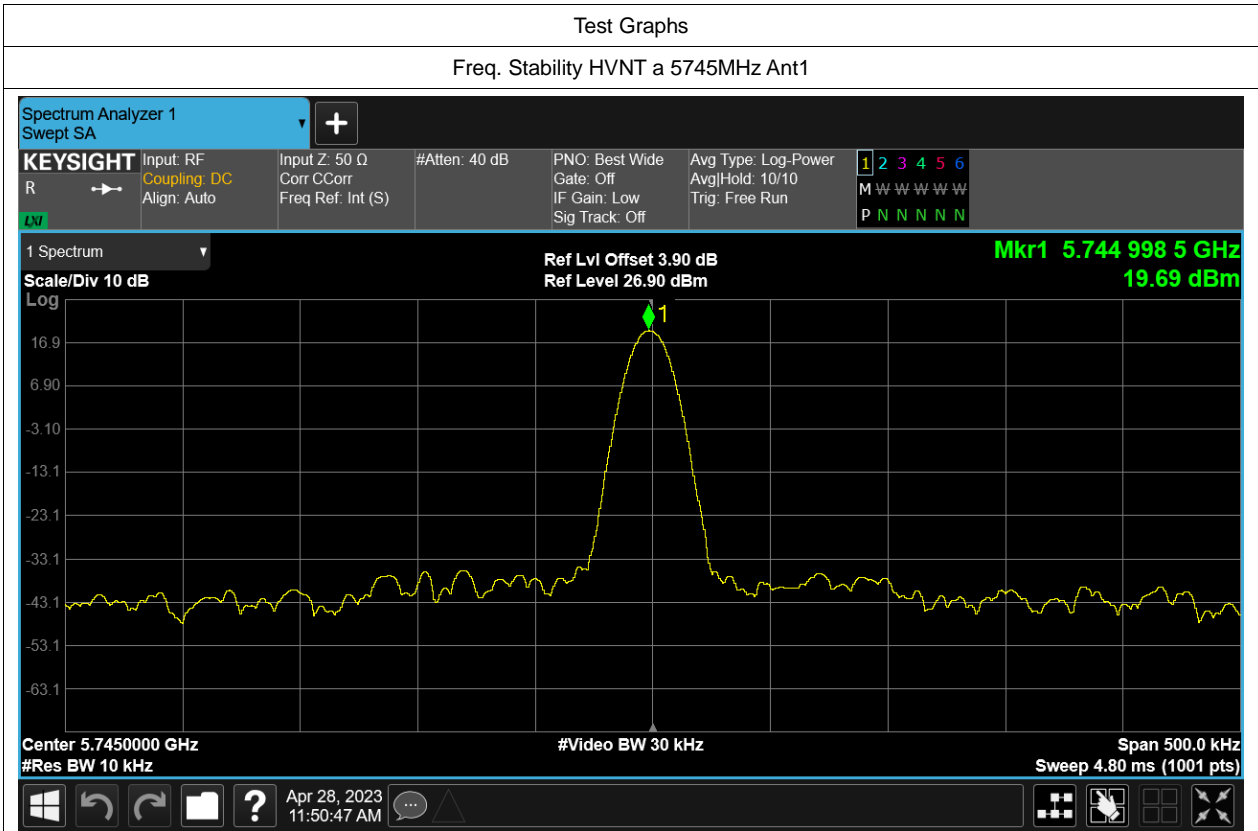 Test Graphs
Freq. Stability HVNT a 5745MHz Ant1
Spectrum Analyzer 1
Swept SA
KEYSIGHT
R
LXI
Input: RF
Coupling: DC
Align: Auto
Input Z: 50 Ω
Corr CCorr
Freq Ref: Int (S)
#Atten: 40 dB
PNO: Best Wide
Gate: Off
IF Gain: Low
Sig Track: Off
Avg Type: Log-Power
Avg|Hold: 10/10
Trig: Free Run
1 2 3 4 5 6
M W W W W W
P N N N N N
1 Spectrum
Scale/Div 10 dB
Ref Lvl Offset 3.90 dB
Ref Level 26.90 dBm
Mkr1 5.744 998 5 GHz
19.69 dBm
Log
1
16.9
6.90
-3.10
-13.1
-23.1
-33.1
-43.1
-53.1
-63.1
Center 5.7450000 GHz
#Video BW 30 kHz
Span 500.0 kHz
#Res BW 10 kHz
Sweep 4.80 ms (1001 pts)
?
Apr 28, 2023
11:50:47 AM